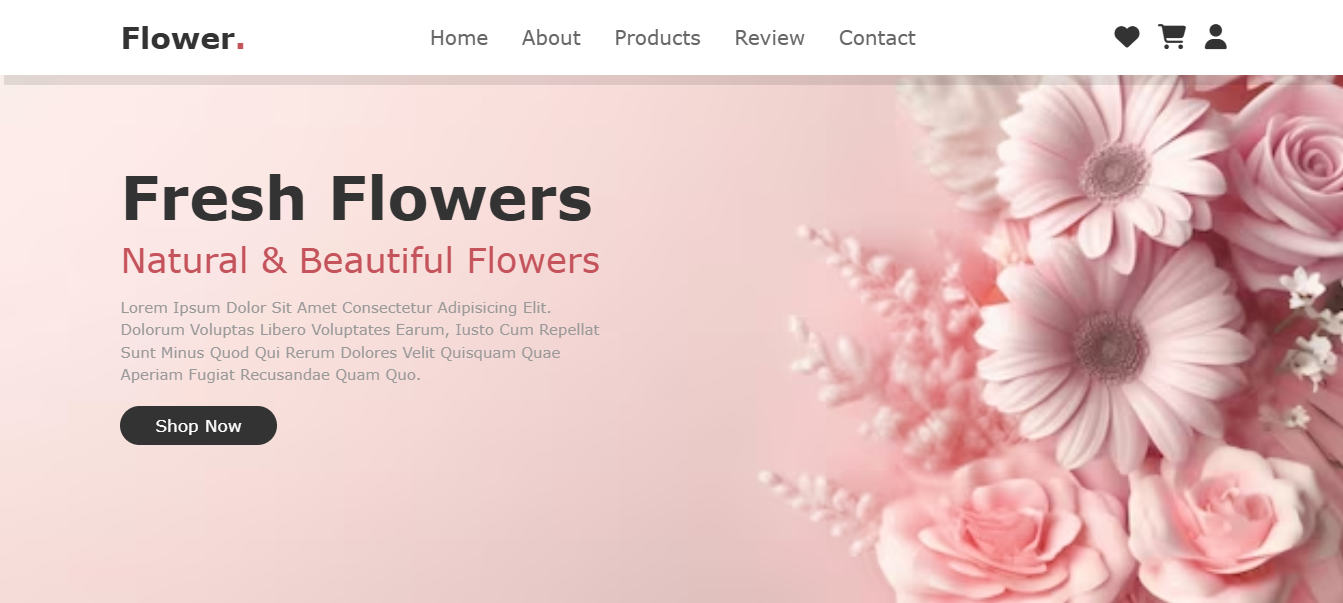 Flower.
Home About Products Review Contact
Fresh Flowers
Natural & Beautiful Flowers
Lorem Ipsum Dolor Sit Amet Consectetur Adipisicing Elit.
Dolorum Voluptas Libero Voluptates Earum, Iusto Cum Repellat
Sunt Minus Quod Qui Rerum Dolores Velit Quisquam Quae
Aperiam Fugiat Recusandae Quam Quo.
Shop Now